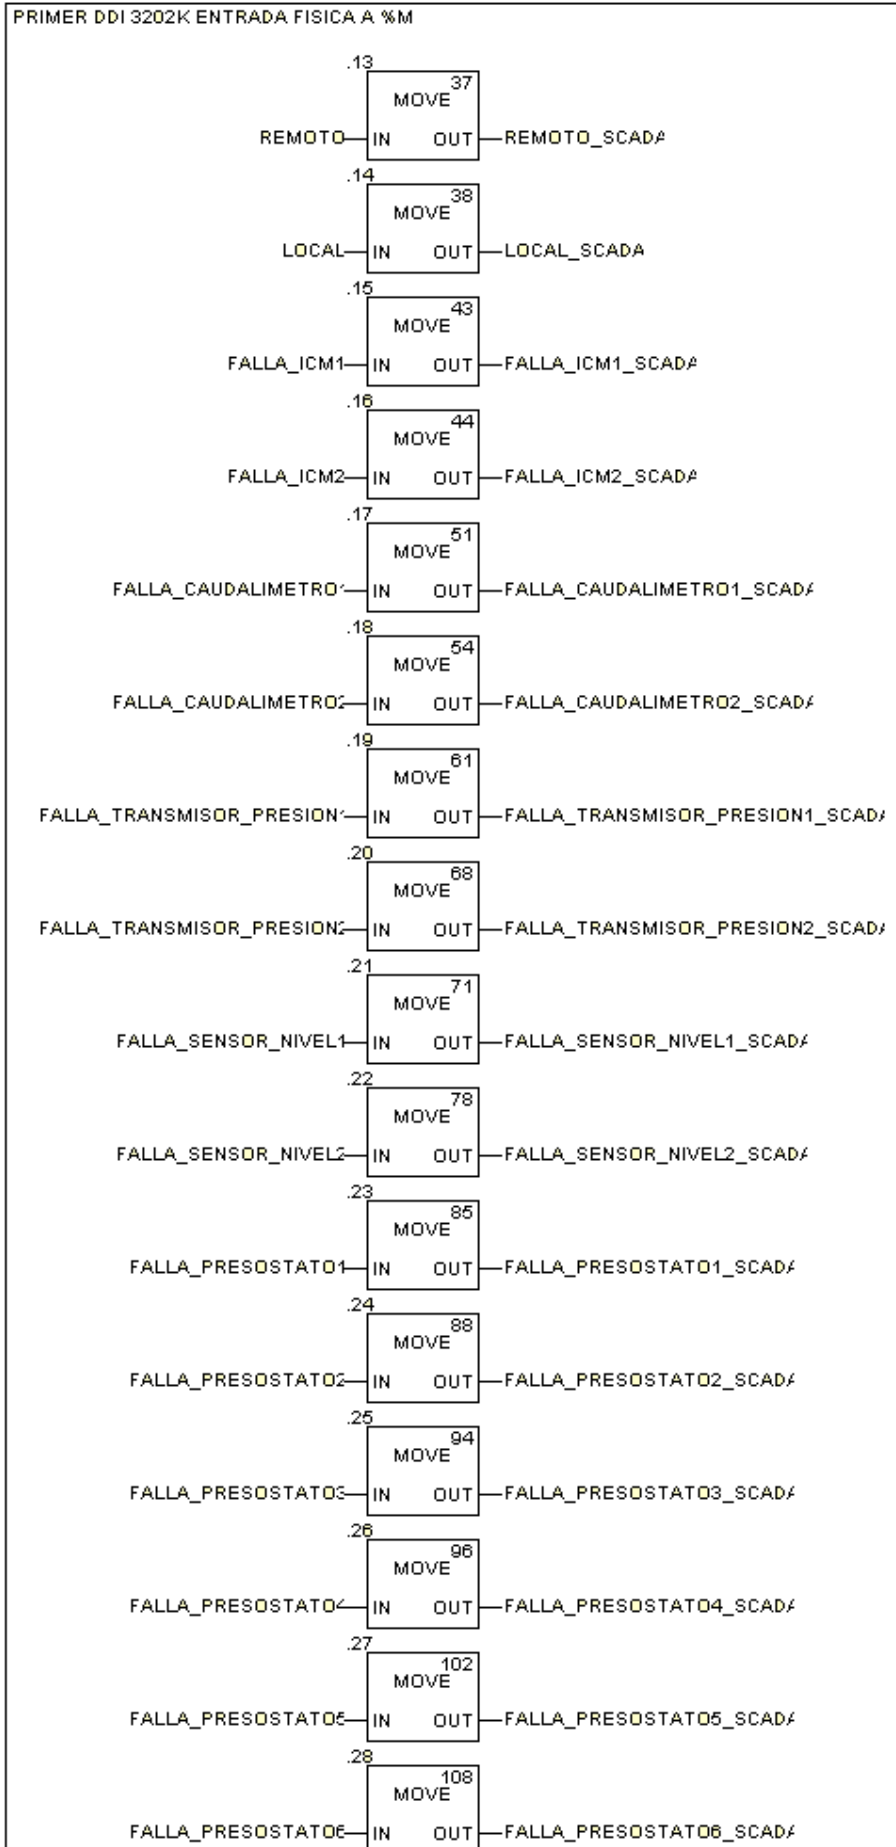 PRIMER DDI 3202K ENTRADA FISICA A %M
.13
37
MOVE
REMOTO IN OUT REMOTO_SCADA
.14
38
MOVE
LOCAL IN OUT LOCAL_SCADA
.15
43
MOVE
FALLA_ICM1 IN OUT FALLA_ICM1_SCADA
.16
44
MOVE
FALLA_ICM2 IN OUT FALLA_ICM2_SCADA
.17
51
MOVE
FALLA_CAUDALIMETRO1 IN OUT FALLA_CAUDALIMETRO1_SCADA
.18
54
MOVE
FALLA_CAUDALIMETRO2 IN OUT FALLA_CAUDALIMETRO2_SCADA
.19
61
MOVE
FALLA_TRANSMISOR_PRESION1 IN OUT FALLA_TRANSMISOR_PRESION1_SCADA
.20
68
MOVE
FALLA_TRANSMISOR_PRESION2 IN OUT FALLA_TRANSMISOR_PRESION2_SCADA
.21
71
MOVE
FALLA_SENSOR_NIVEL1 IN OUT FALLA_SENSOR_NIVEL1_SCADA
.22
78
MOVE
FALLA_SENSOR_NIVEL2 IN OUT FALLA_SENSOR_NIVEL2_SCADA
.23
85
MOVE
FALLA_PRESOSTATO1 IN OUT FALLA_PRESOSTATO1_SCADA
.24
88
MOVE
FALLA_PRESOSTATO2 IN OUT FALLA_PRESOSTATO2_SCADA
.25
94
MOVE
FALLA_PRESOSTATO3 IN OUT FALLA_PRESOSTATO3_SCADA
.26
96
MOVE
FALLA_PRESOSTATO4 IN OUT FALLA_PRESOSTATO4_SCADA
.27
102
MOVE
FALLA_PRESOSTATO5 IN OUT FALLA_PRESOSTATO5_SCADA
.28
108
MOVE
FALLA_PRESOSTATO6 IN OUT FALLA_PRESOSTATO6_SCADA